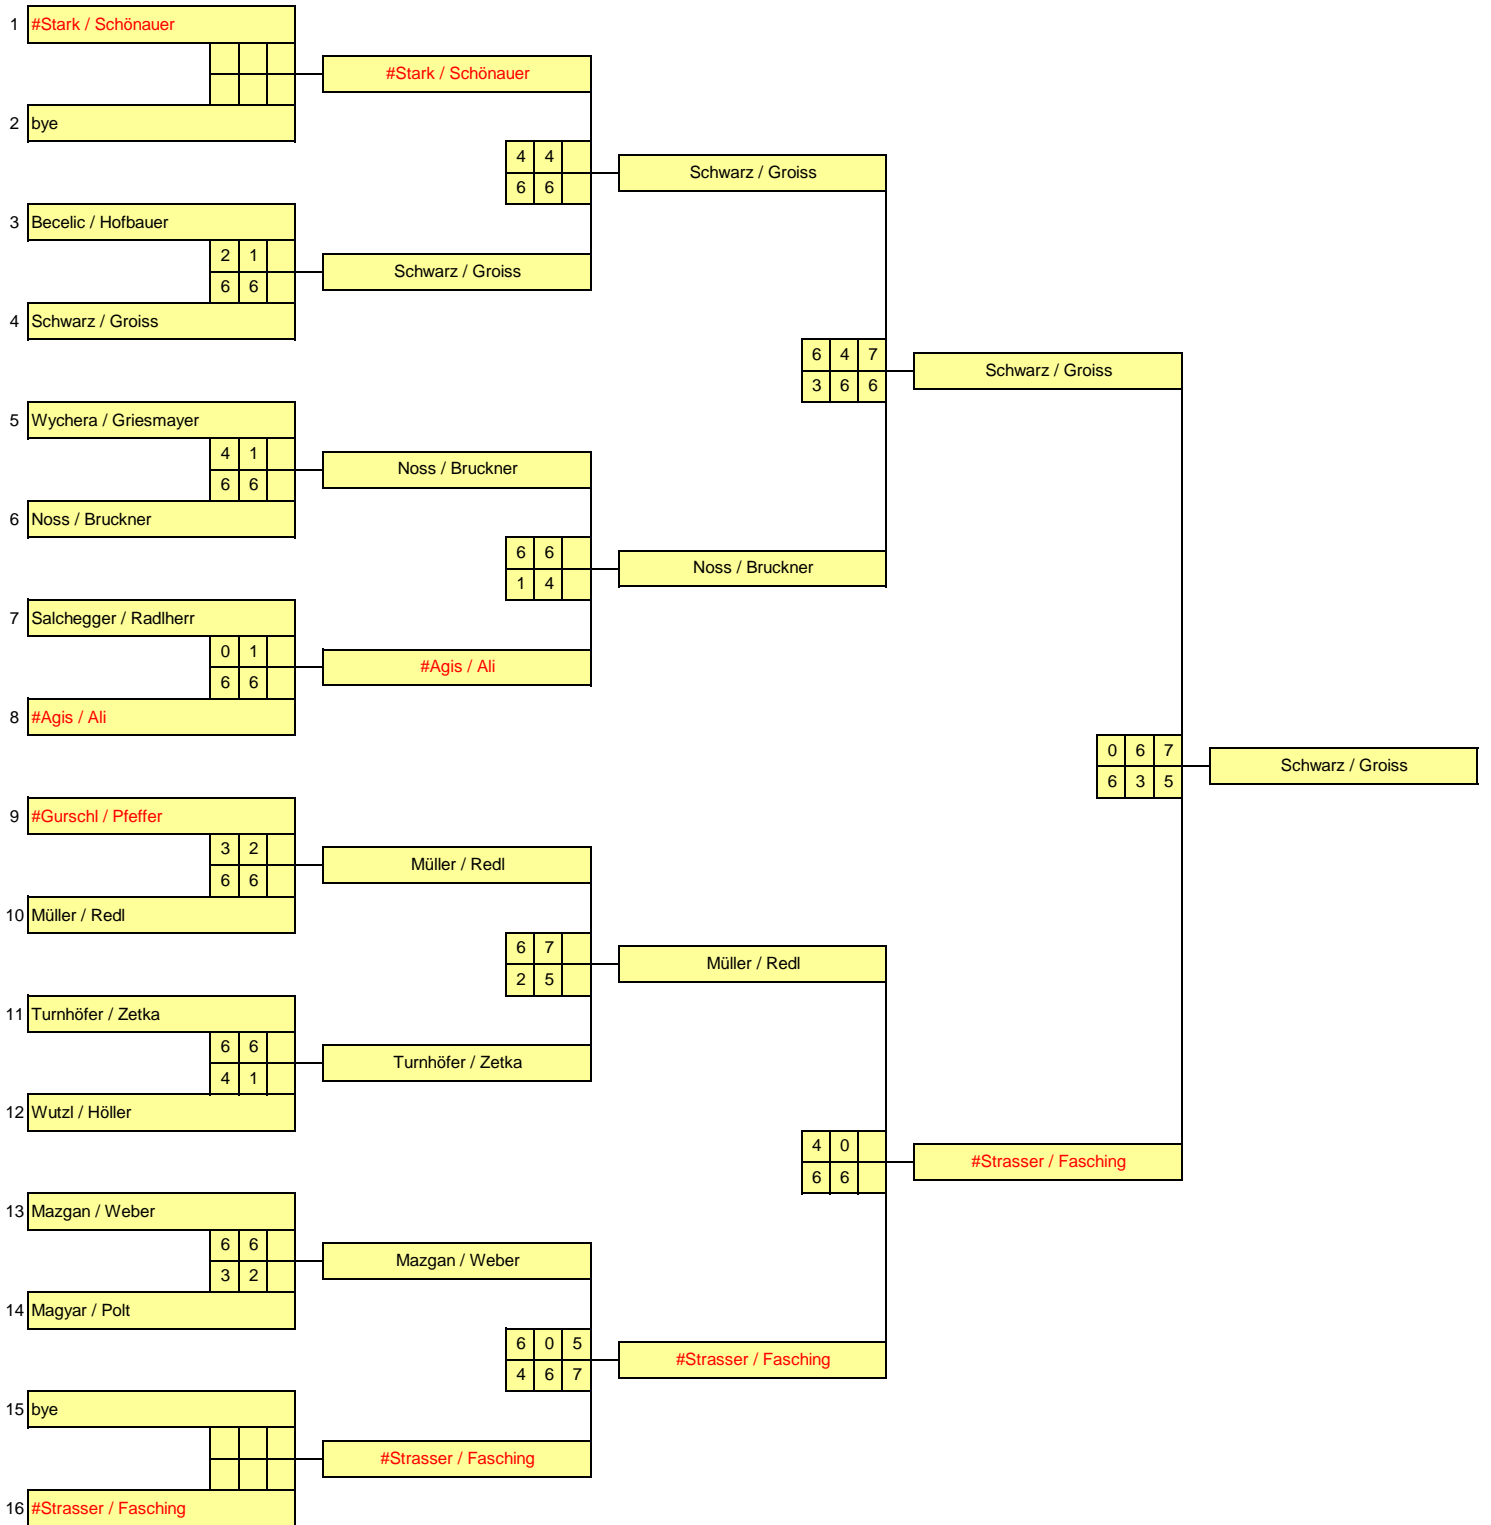 1 #Stark / Schönauer
#Stark / Schönauer
2 bye
4 4
6 6
Schwarz / Groiss
3 Becelic / Hofbauer
2 1
6 6
Schwarz / Groiss
4 Schwarz / Groiss
6 4 7
3 6 6
Schwarz / Groiss
5 Wychera / Griesmayer
4 1
6 6
Noss / Bruckner
6 Noss / Bruckner
6 6
1 4
Noss / Bruckner
7 Salchegger / Radlherr
0 1
6 6
#Agis / Ali
8 #Agis / Ali
0 6 7
6 3 5
Schwarz / Groiss
9 #Gurschl / Pfeffer
3 2
6 6
Müller / Redl
10 Müller / Redl
6 7
2 5
Müller / Redl
11 Turnhöfer / Zetka
6 6
4 1
Turnhöfer / Zetka
12 Wutzl / Höller
4 0
6 6
#Strasser / Fasching
13 Mazgan / Weber
6 6
3 2
Mazgan / Weber
14 Magyar / Polt
6 0 5
4 6 7
#Strasser / Fasching
15 bye
#Strasser / Fasching
16 #Strasser / Fasching